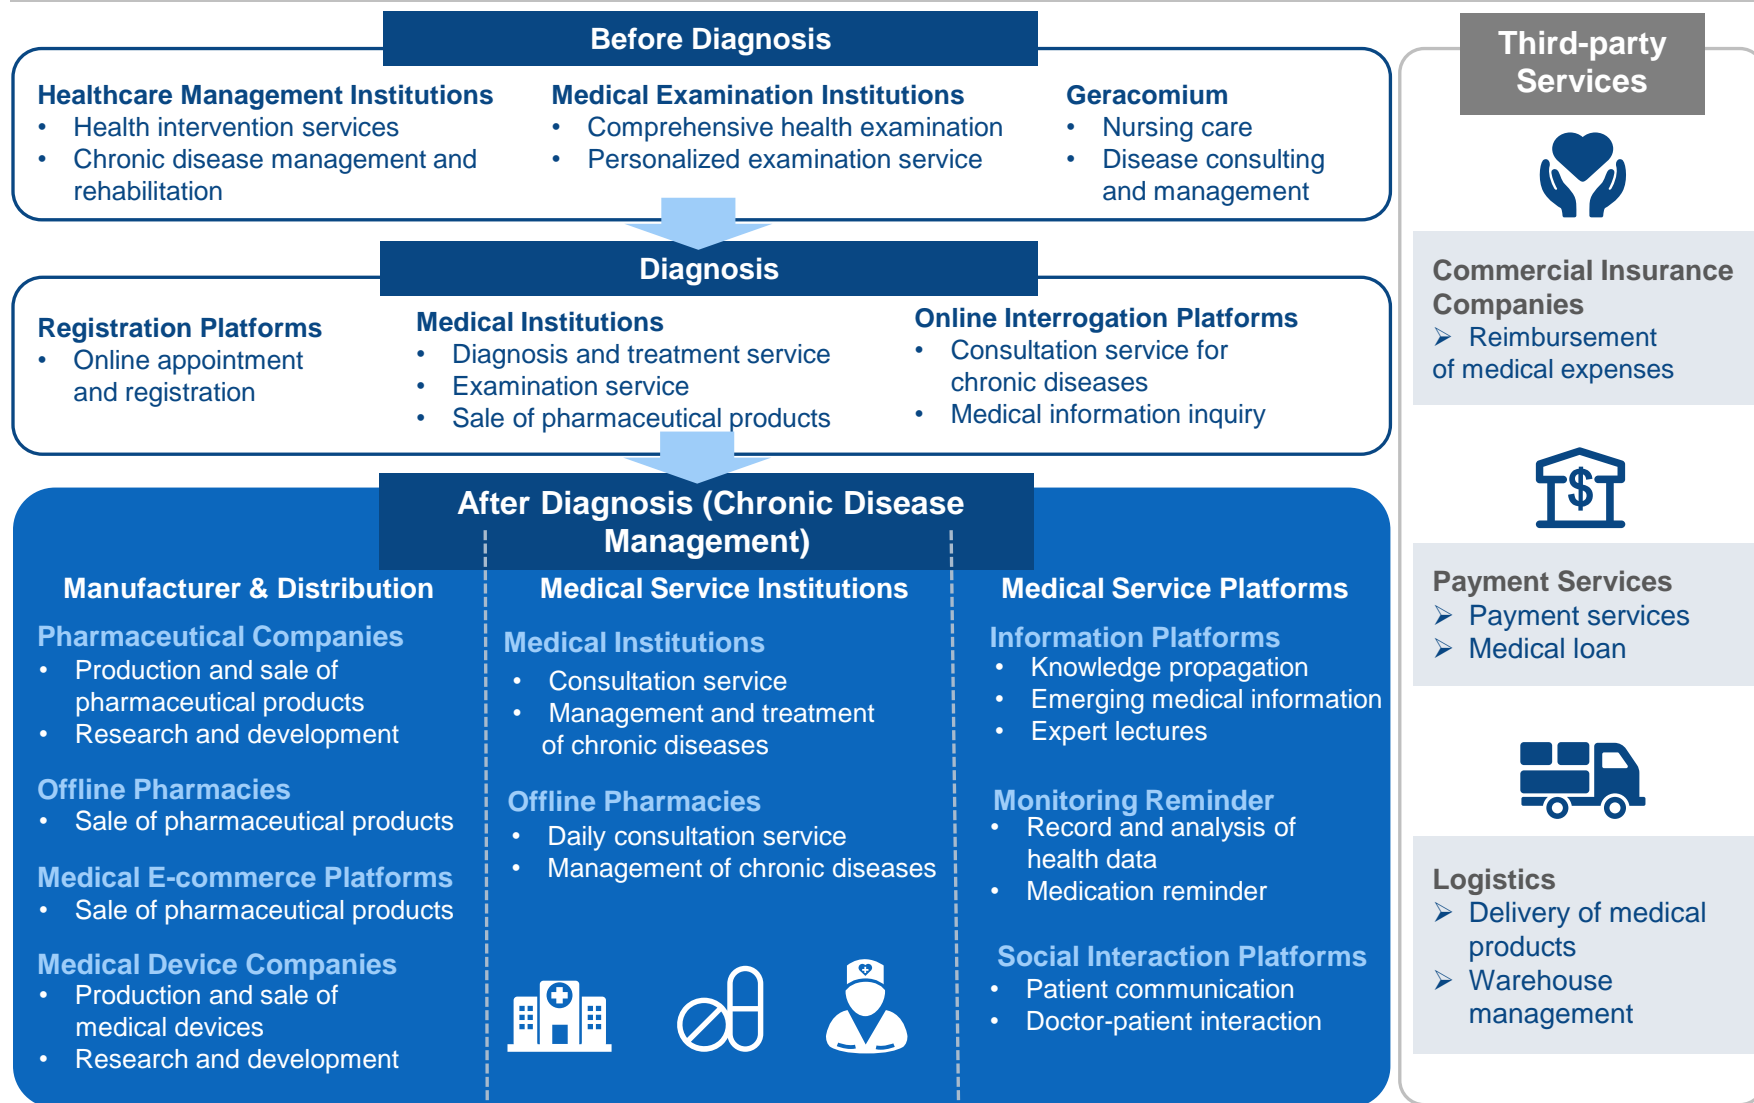 Before Diagnosis
Healthcare Management Institutions
• Health intervention services
• Chronic disease management and
rehabilitation
Medical Examination Institutions
• Comprehensive health examination
• Personalized examination service
Geracomium
• Nursing care
• Disease consulting
and management
Diagnosis
Registration Platforms
• Online appointment
and registration
Medical Institutions
• Diagnosis and treatment service
• Examination service
• Sale of pharmaceutical products
Online Interrogation Platforms
• Consultation service for
chronic diseases
• Medical information inquiry
After Diagnosis (Chronic Disease
Management)
Manufacturer & Distribution
Pharmaceutical Companies
• Production and sale of
pharmaceutical products
• Research and development
Offline Pharmacies
• Sale of pharmaceutical products
Medical E-commerce Platforms
• Sale of pharmaceutical products
Medical Device Companies
• Production and sale of
medical devices
• Research and development
Medical Service Institutions
Medical Institutions
• Consultation service
• Management and treatment
of chronic diseases
Offline Pharmacies
• Daily consultation service
• Management of chronic diseases
Medical Service Platforms
Information Platforms
• Knowledge propagation
• Emerging medical information
• Expert lectures
Monitoring Reminder
• Record and analysis of
health data
• Medication reminder
Social Interaction Platforms
• Patient communication
• Doctor-patient interaction
Third-party
Services
Commercial Insurance
Companies
➢ Reimbursement
of medical expenses
$
Payment Services
➢ Payment services
➢ Medical loan
Logistics
➢ Delivery of medical
products
➢ Warehouse
management